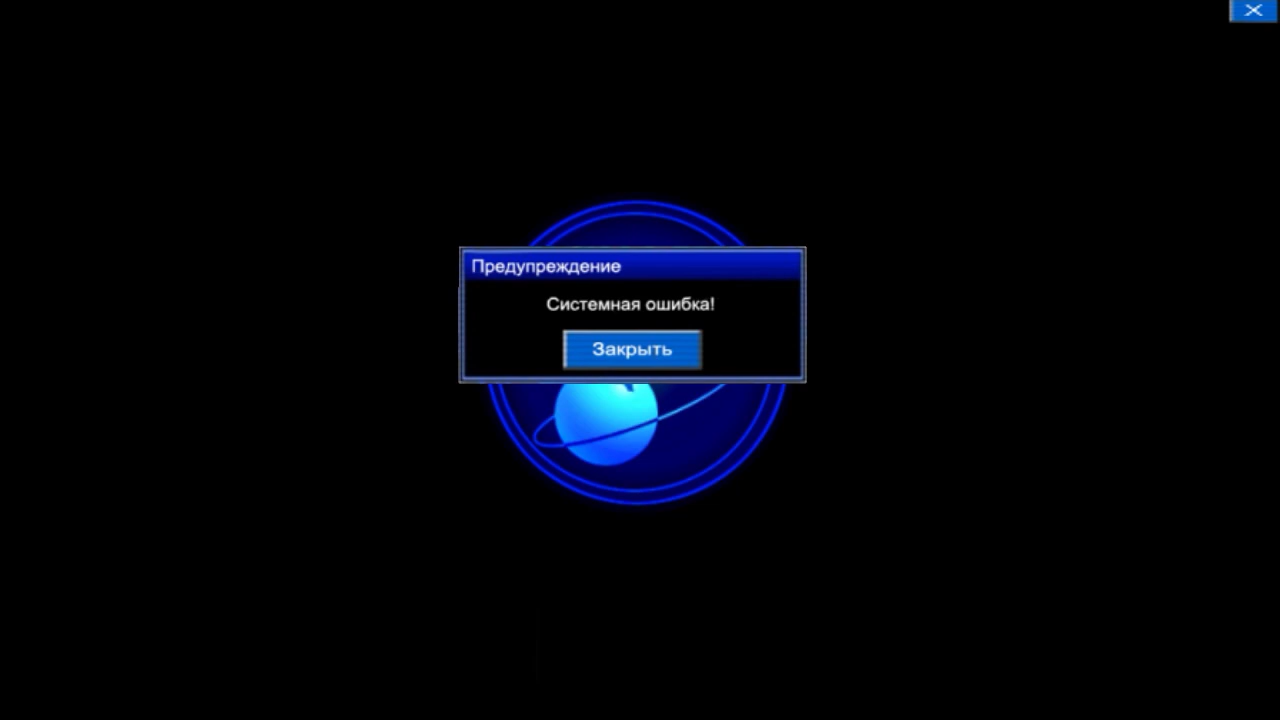 Предупреждение
Системная ошибка!
Закрыть